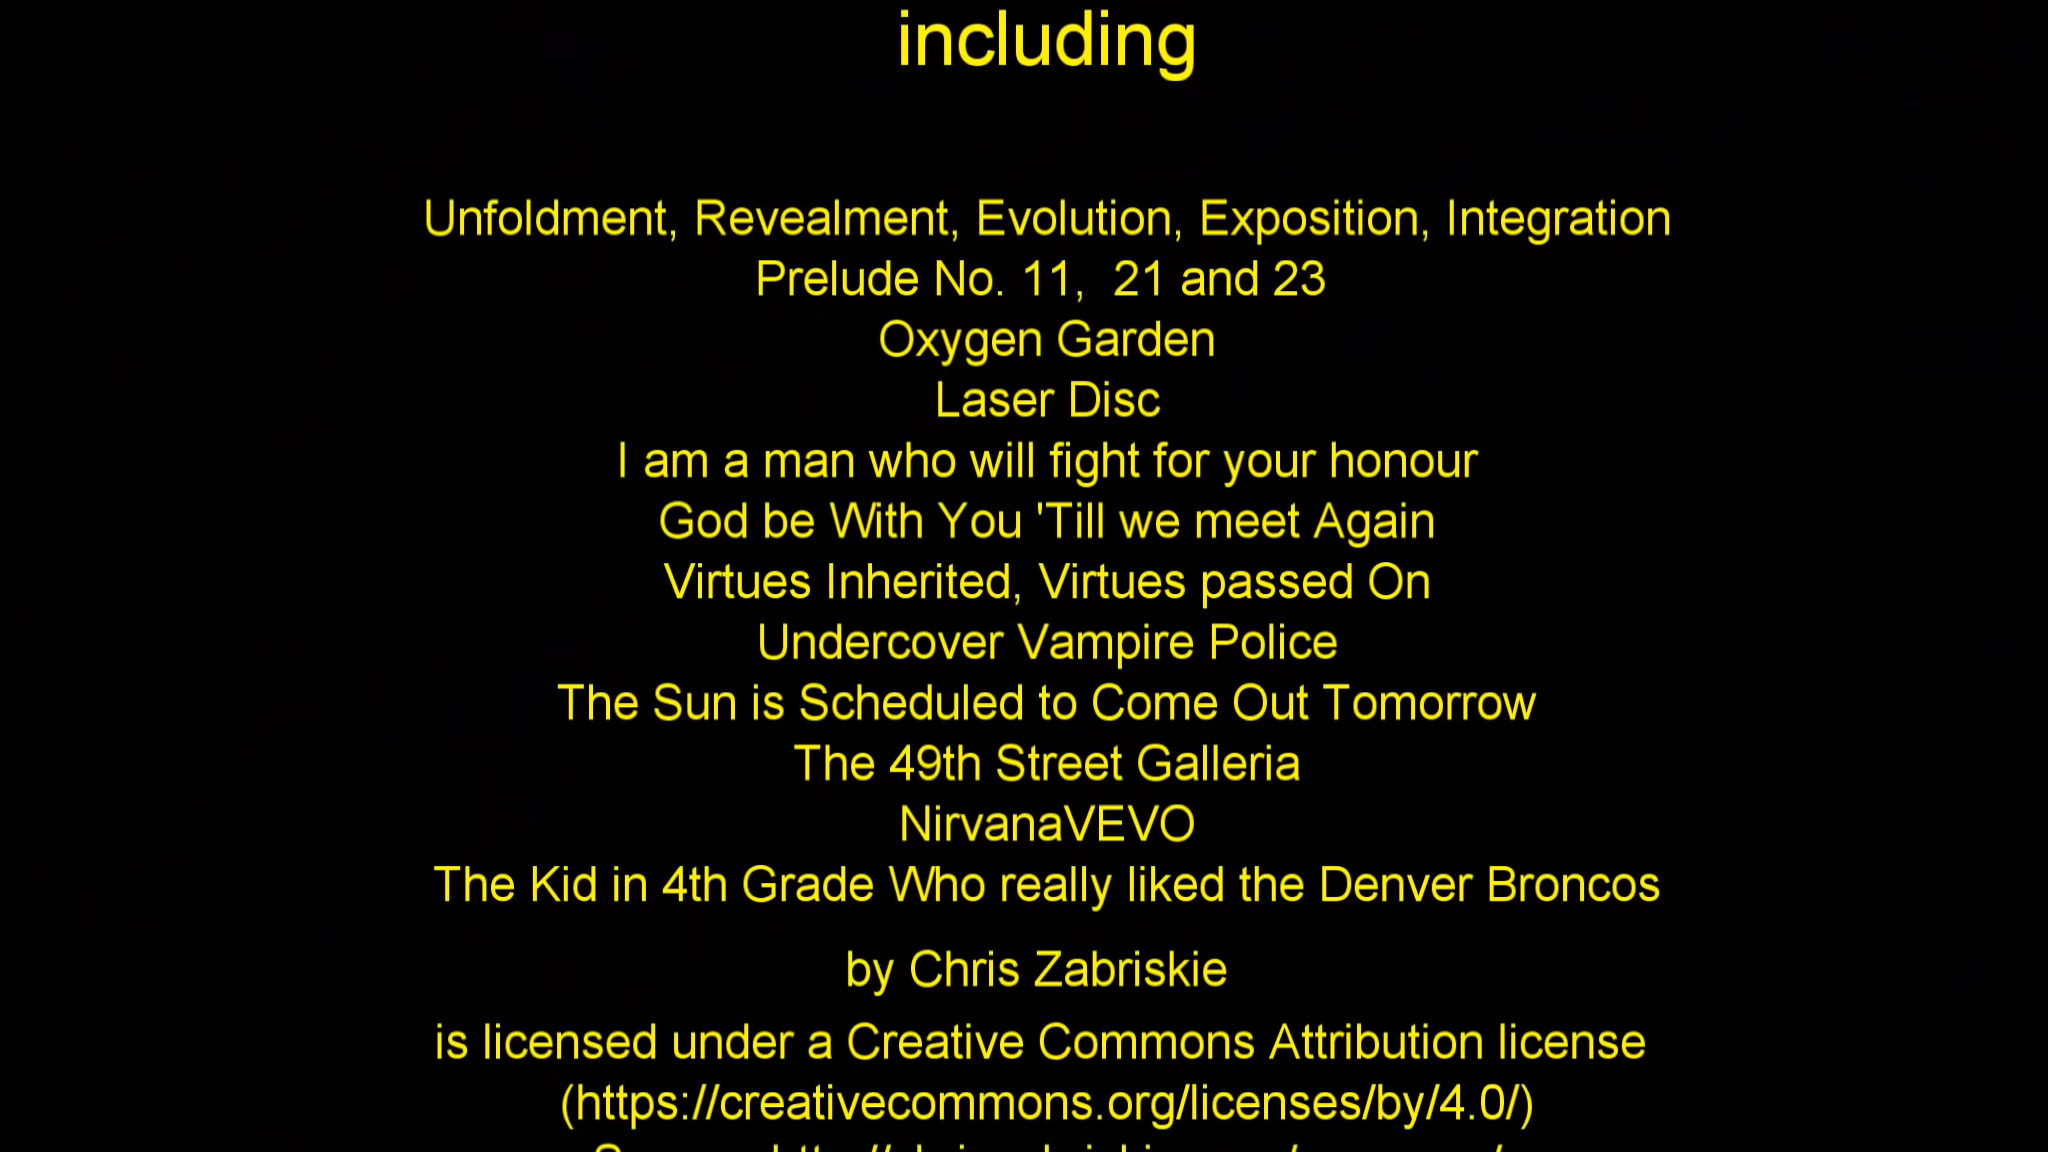 including
Unfoldment, Revealment, Evolution, Exposition, Integration
Prelude No. 11,  21 and 23
Oxygen Garden
Laser Disc
I am a man who will fight for your honour
God be With You 'Till we meet Again
Virtues Inherited, Virtues passed On
Undercover Vampire Police
The Sun is Scheduled to Come Out Tomorrow
The 49th Street Galleria
NirvanaVEVO
The Kid in 4th Grade Who really liked the Denver Broncos
by Chris Zabriskie
is licensed under a Creative Commons Attribution license
(https://creativecommons.org/licenses/by/4.0/)